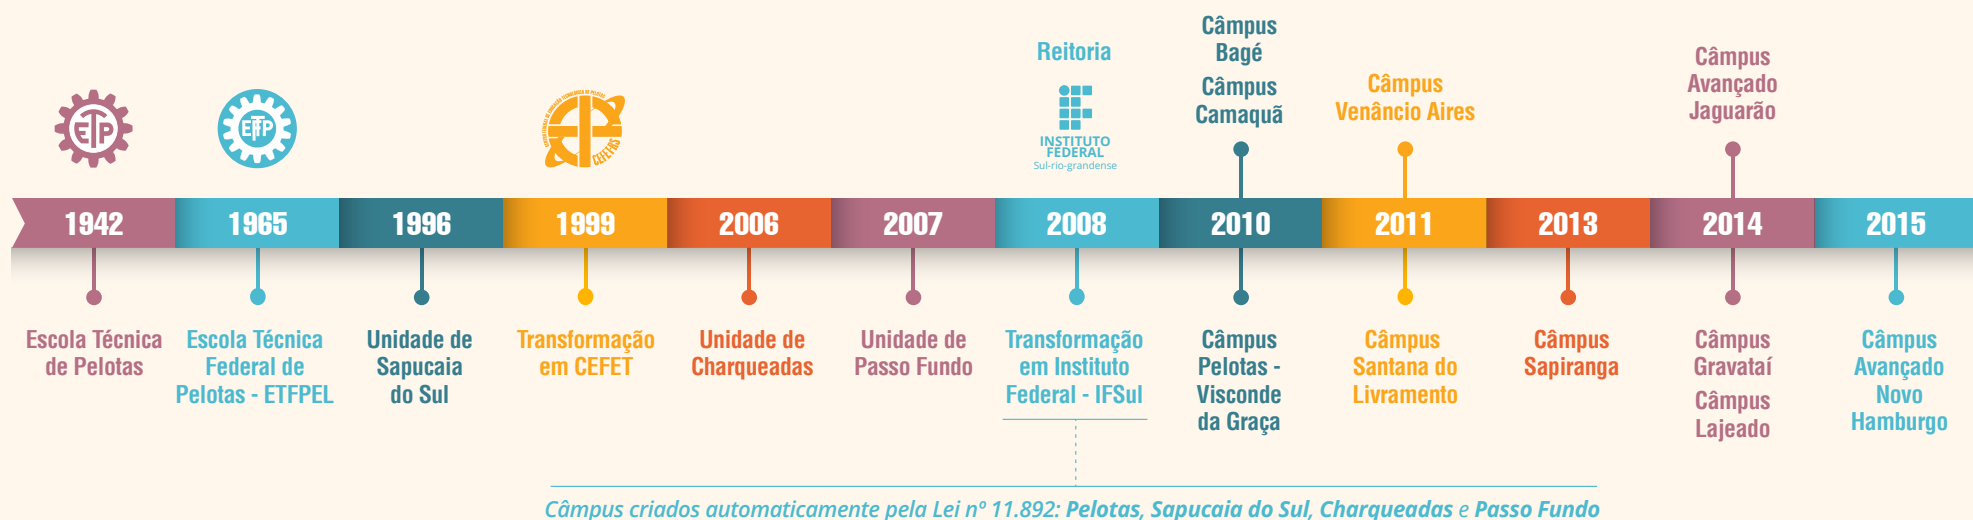 ETP
Escola Técnica
de Pelotas
1942
Escola Técnica
Federal de
Pelotas - ETFPEL
1965
1996
Unidade de
Sapucaia
do Sul
CEFETRS
1999
Transformação
em CEFET
2006
Unidade de
Charqueadas
2007
Unidade de
Passo Fundo
Reitoria
INSTITUTO
FEDERAL
Sul-rio-grandense
2008
Transformação
em Instituto
Federal - IFSul
Câmpus
Bagé
Câmpus
Camaquã
2010
Câmpus
Pelotas -
Visconde
da Graça
Câmpus
Venâncio Aires
2011
Câmpus
Santana do
Livramento
2013
Câmpus
Sapiranga
Câmpus
Avançado
Jaguarão
2014
Câmpus
Gravataí
Câmpus
Lajeado
2015
Câmpus
Avançado
Novo
Hamburgo
Câmpus criados automaticamente pela Lei nº 11.892: Pelotas, Sapucaia do Sul, Charqueadas e Passo Fundo